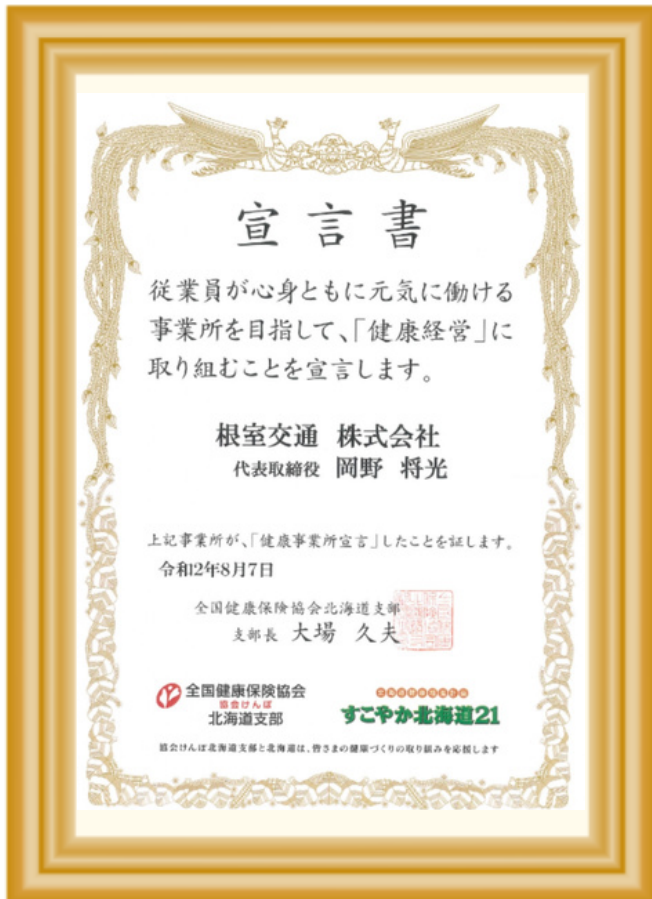 宣言書
従業員が心身ともに元気に働ける
事業所を目指して、「健康経営」に
取り組むことを宣言します。
根室交通 株式会社
代表取締役 岡野 将光
上記事業所が、「健康事業所宣言」したことを証します。
令和2年8月7日
全国健康保険協会北海道支部
支部長 大場 久夫
全国健康保険協会
協会けんぽ
北海道支部
すこやか北海道21
協会けんぽ北海道支部と北海道は、皆さまの健康づくりの取り組みを応援します